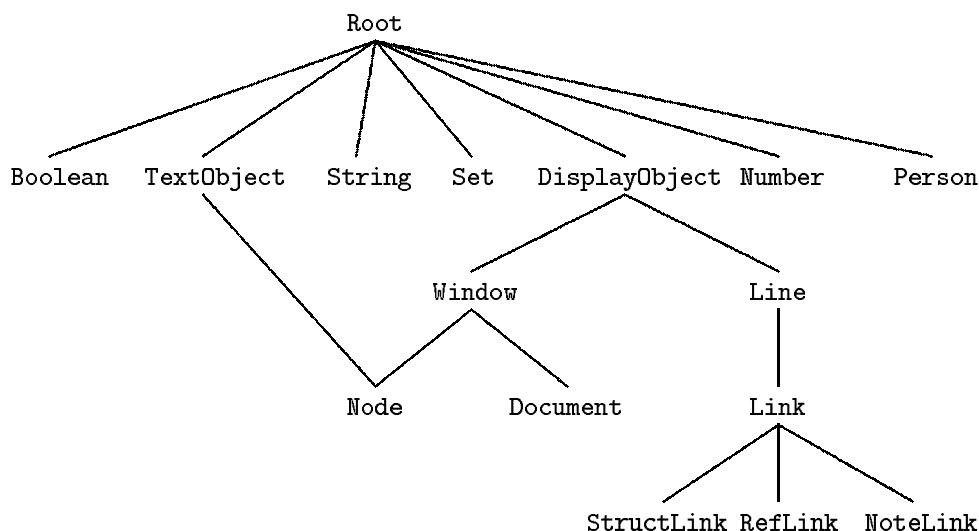 Root
Boolean TextObject String Set DisplayObject Number Person
Window Line
Node Document Link
StructLink RefLink NoteLink